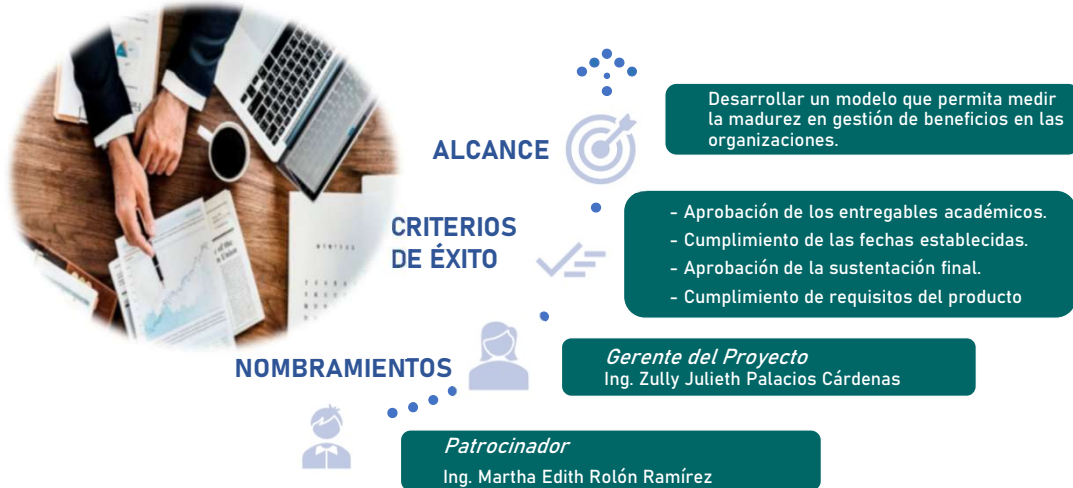 ALCANCE
Desarrollar un modelo que permita medir
la madurez en gestión de beneficios en las
organizaciones.
CRITERIOS
DE ÉXITO
- Aprobación de los entregables académicos.
- Cumplimiento de las fechas establecidas.
- Aprobación de la sustentación final.
- Cumplimiento de requisitos del producto
NOMBRAMIENTOS
Gerente del Proyecto
Ing. Zully Julieth Palacios Cárdenas
Patrocinador
Ing. Martha Edith Rolón Ramírez